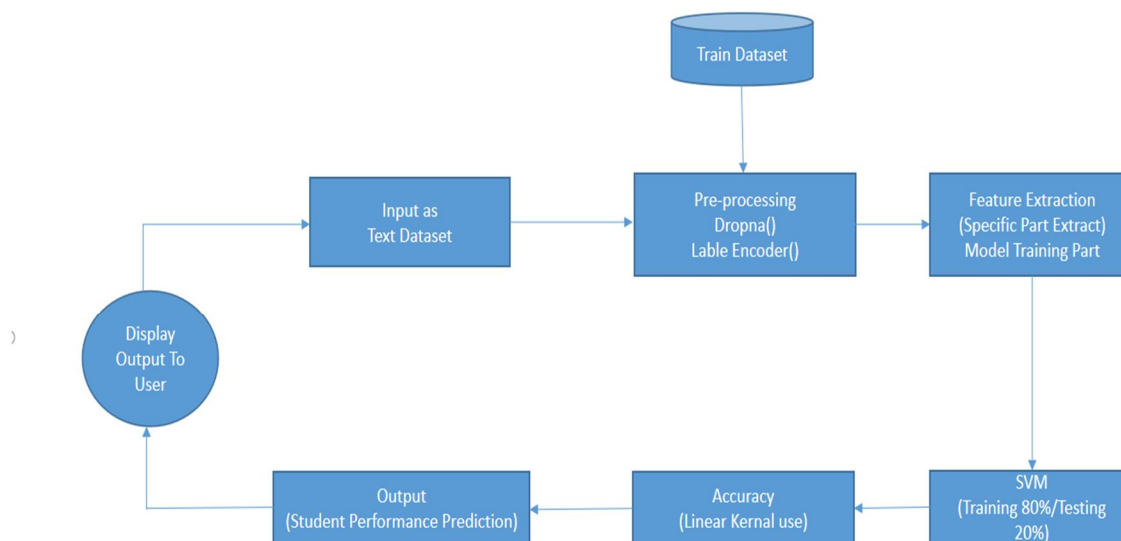 Train Dataset
Input as
Text Dataset
Pre-processing
Dropna()
Lable Encoder()
Feature Extraction
(Specific Part Extract)
Model Training Part
Display
Output To
User
)
Output
(Student Performance Prediction)
Accuracy
(Linear Kernal use)
SVM
(Training 80%/Testing
20%)